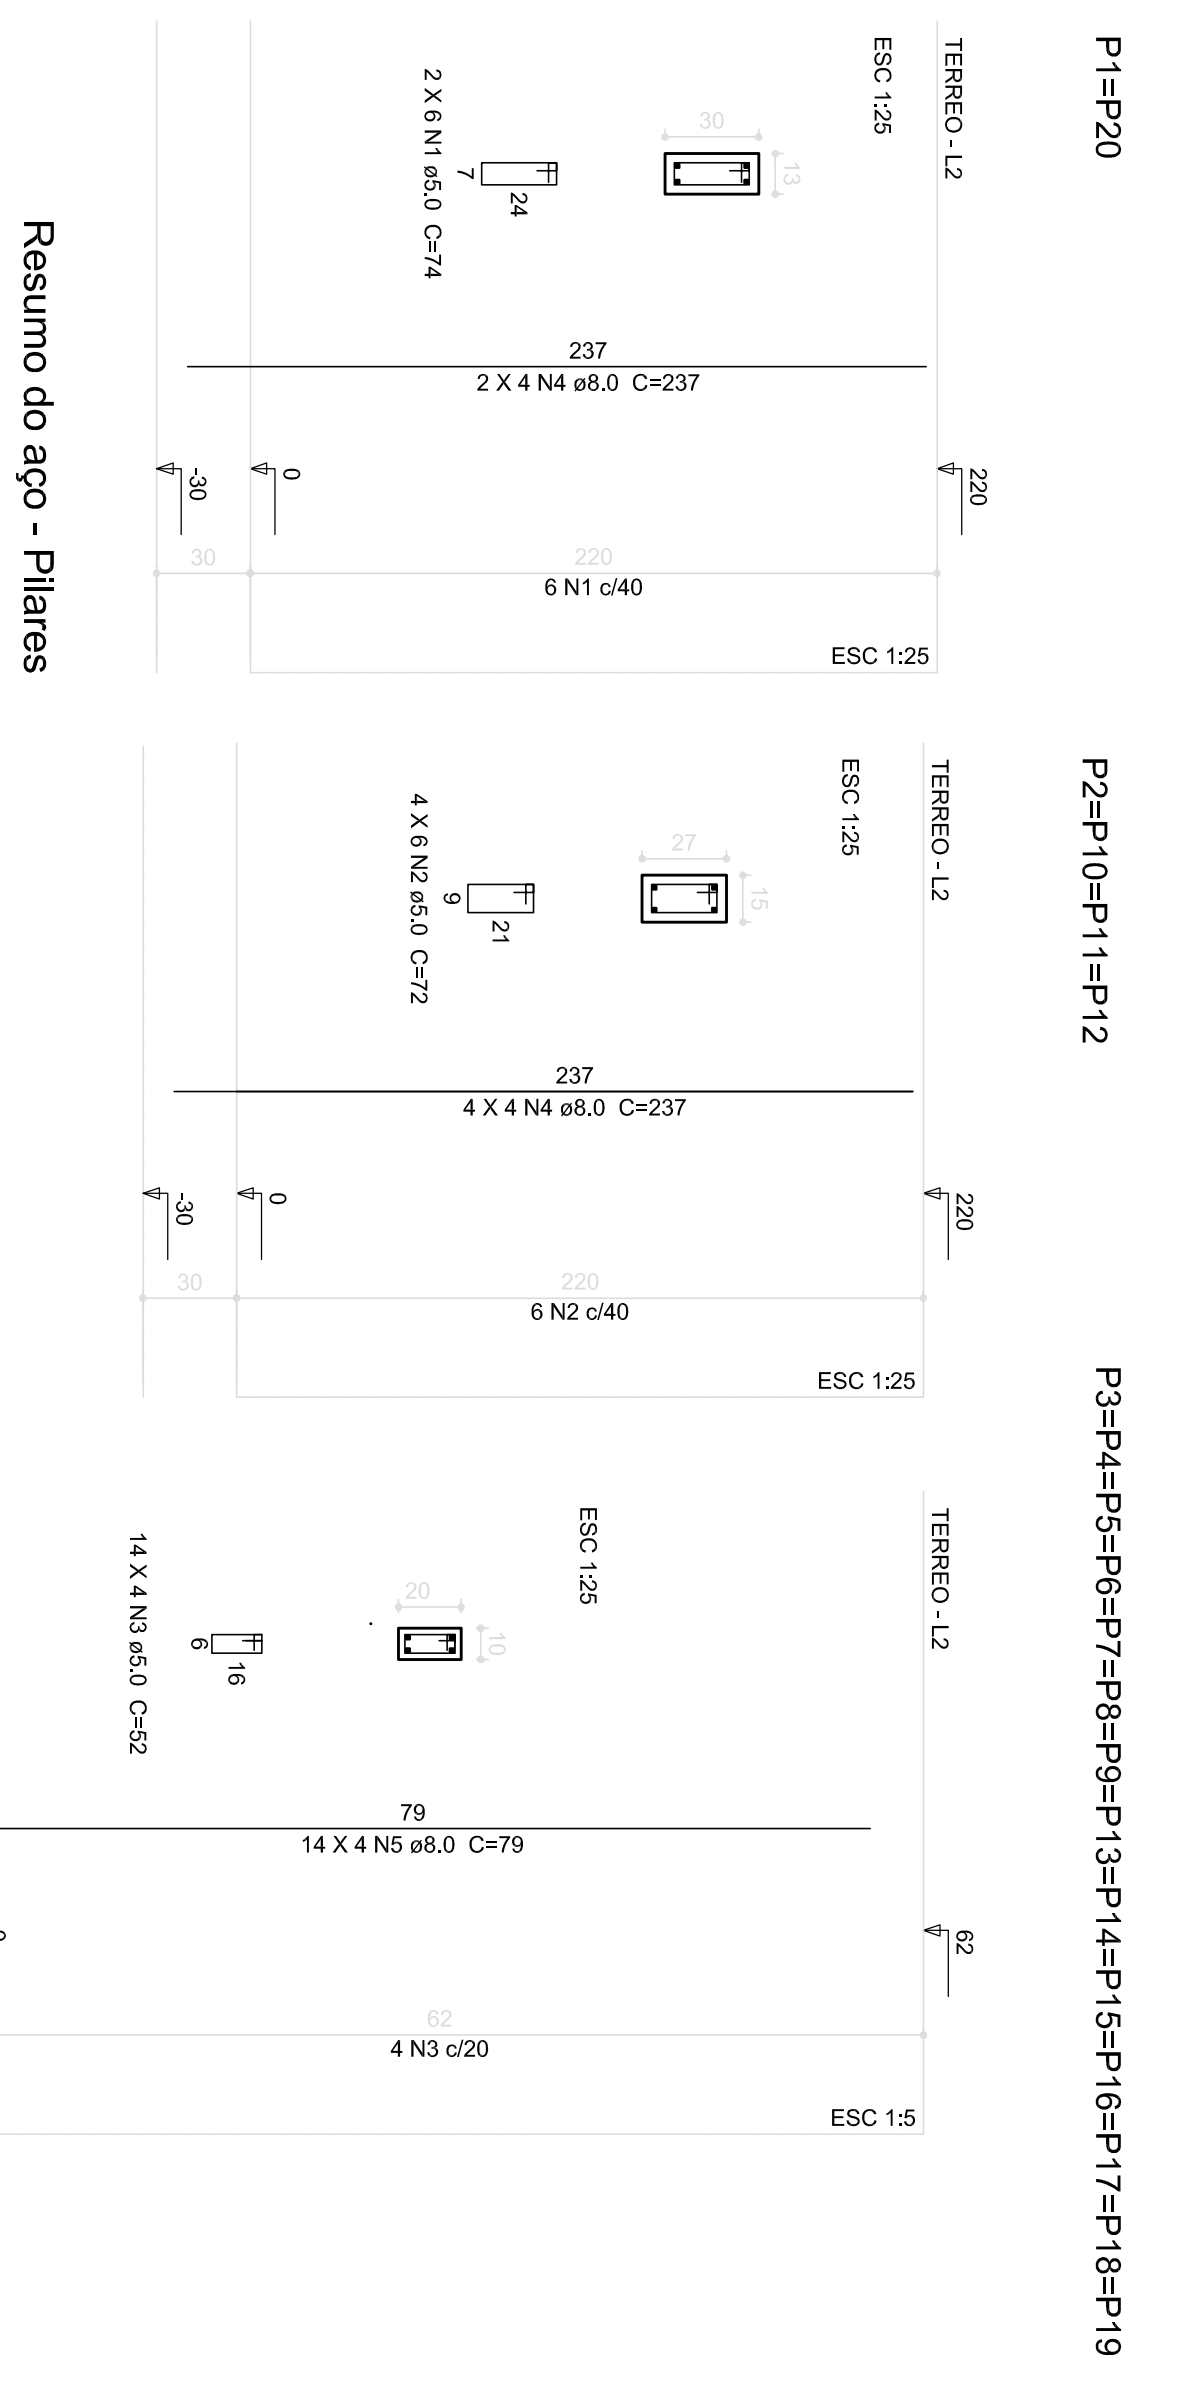 P1=P20
TERREO - L2
ESC 1:25
30
13
24
7
2 X 6 N1 ø5.0 C=74
237
2 X 4 N4 ø8.0 C=237
220
0
-30
220
30
6 N1 c/40
ESC 1:25
P2=P10=P11=P12
TERREO - L2
ESC 1:25
27
15
21
9
4 X 6 N2 ø5.0 C=72
237
4 X 4 N4 ø8.0 C=237
220
0
-30
220
30
6 N2 c/40
ESC 1:25
P3=P4=P5=P6=P7=P8=P9=P13=P14=P15=P16=P17=P18=P19
TERREO - L2
ESC 1:25
20
10
16
6
14 X 4 N3 ø5.0 C=52
79
14 X 4 N5 ø8.0 C=79
62
62
4 N3 c/20
ESC 1:5
Resumo do aço - Pilares